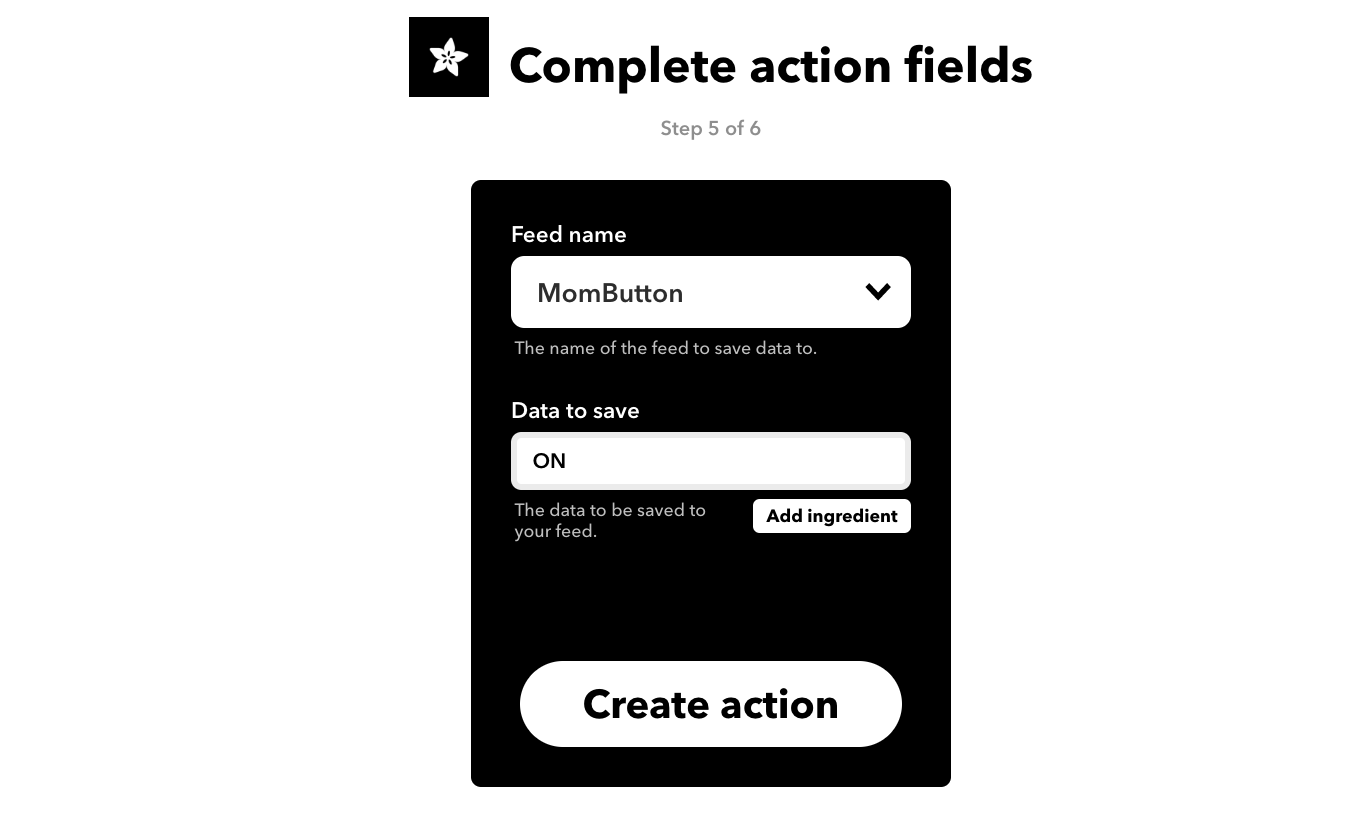 Complete action fields
Step 5 of 6
Feed name
MomButton
The name of the feed to save data to.
Data to save
ON
The data to be saved to
your feed.
Add ingredient
Create action